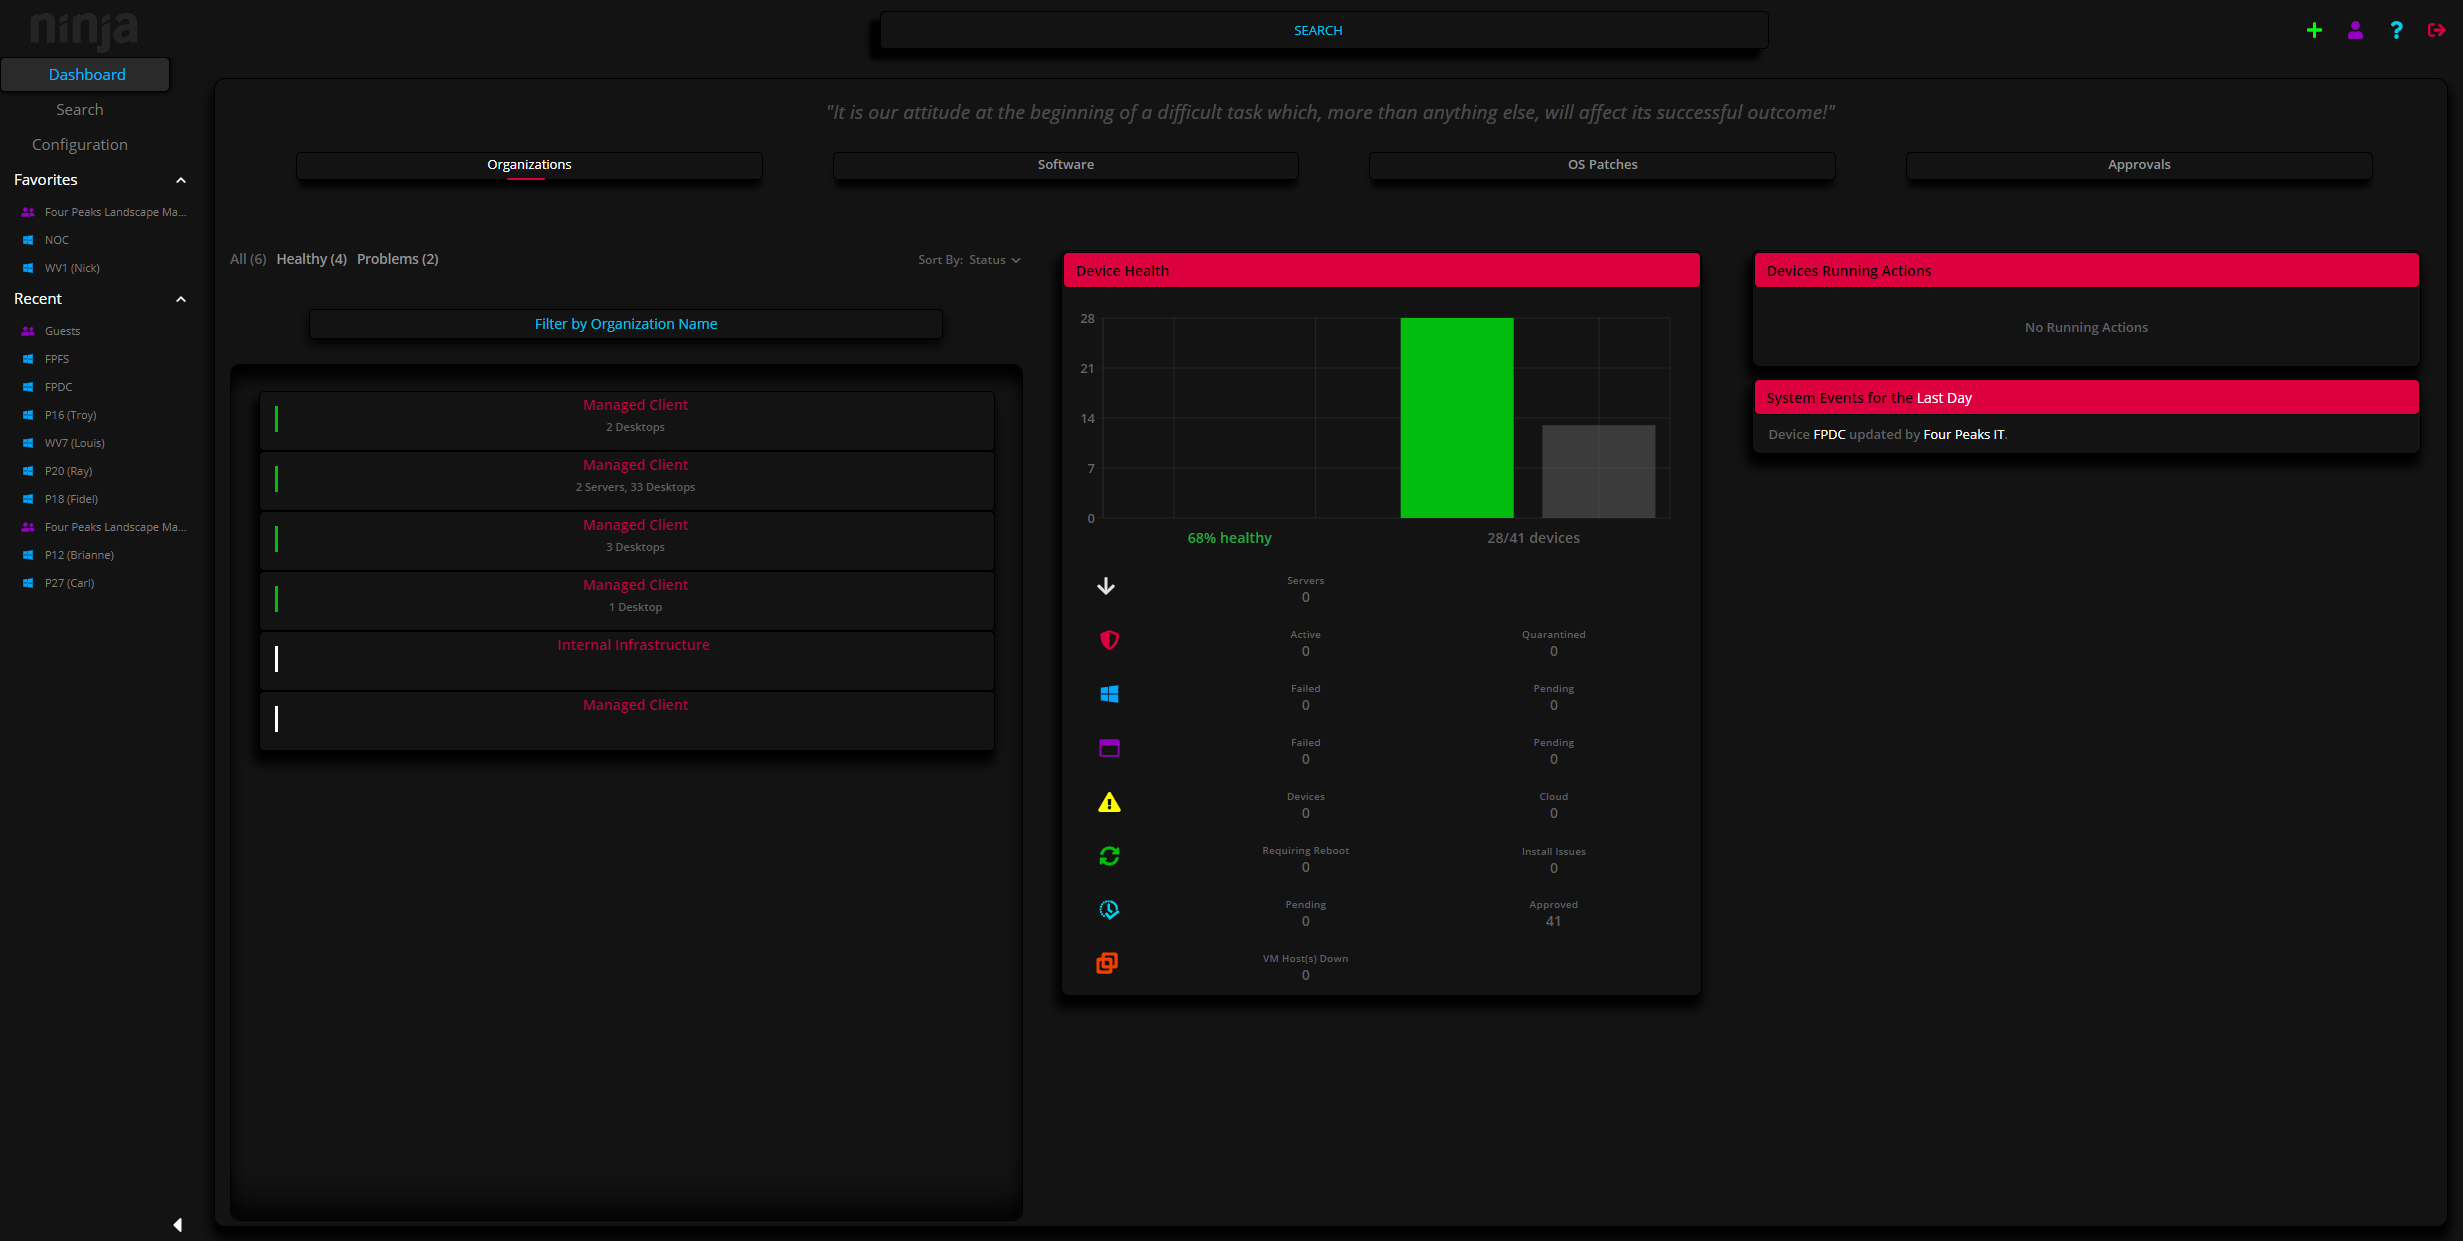 ninja
SEARCH
Dashboard
Search
Configuration
Favorites
Four Peaks Landscape Ma...
NOC
WV1 (Nick)
Recent
Guests
FPFS
FPDC
P16 (Troy)
WV7 (Louis)
P20 (Ray)
P18 (Fidel)
Four Peaks Landscape Ma...
P12 (Brianne)
P27 (Carl)
"It is our attitude at the beginning of a difficult task which, more than anything else, will affect its successful outcome!"
Organizations
Software
OS Patches
Approvals
All (6) Healthy (4) Problems (2)
Sort By: Status
Filter by Organization Name
Managed Client
2 Desktops
Managed Client
2 Servers, 33 Desktops
Managed Client
3 Desktops
Managed Client
1 Desktop
Internal Infrastructure
Managed Client
Device Health
28
21
14
7
0
68% healthy
28/41 devices
Servers
0
Active
0
Quarantined
0
Failed
0
Pending
0
Failed
0
Pending
0
Devices
0
Cloud
0
Requiring Reboot
0
Install Issues
0
Pending
0
Approved
41
VM Host(s) Down
0
Devices Running Actions
No Running Actions
System Events for the Last Day
Device FPDC updated by Four Peaks IT.